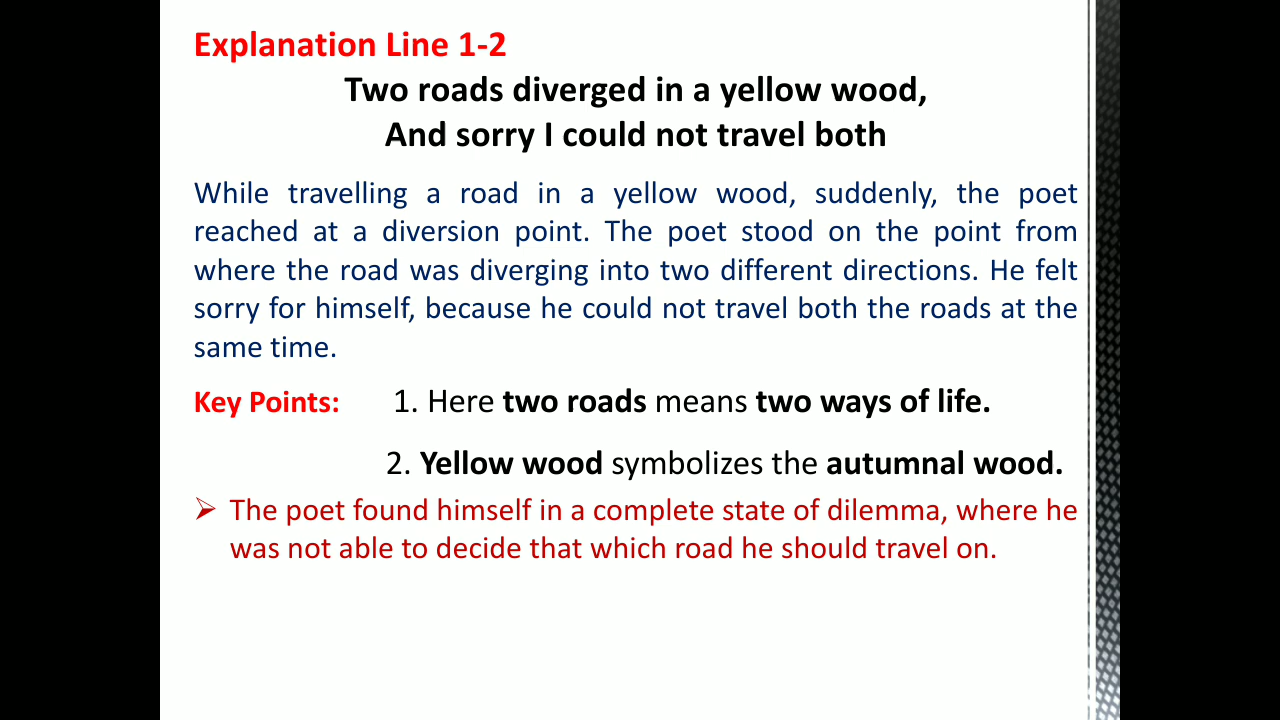 Explanation Line 1-2
Two roads diverged in a yellow wood,
And sorry I could not travel both
While travelling a road in a yellow wood, suddenly, the poet
reached at a diversion point. The poet stood on the point from
where the road was diverging into two different directions. He felt
sorry for himself, because he could not travel both the roads at the
same time.
Key Points: 1. Here two roads means two ways of life.
2. Yellow wood symbolizes the autumnal wood.
➢ The poet found himself in a complete state of dilemma, where he
was not able to decide that which road he should travel on.